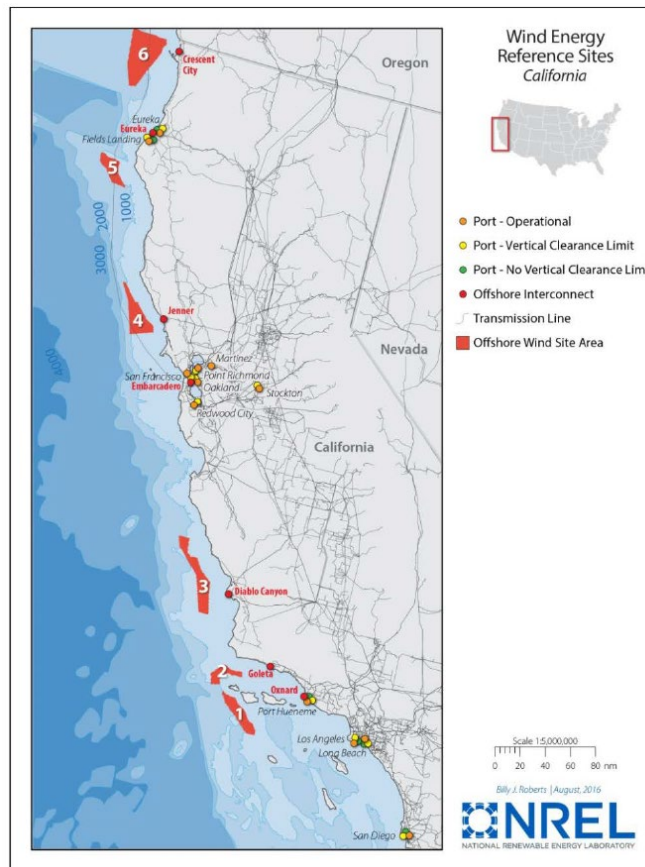 Wind Energy
Reference Sites
California
Port - Operational
Port - Vertical Clearance Limit
Port - No Vertical Clearance Lim
Offshore Interconnect
Transmission Line
Offshore Wind Site Area
6
Crescent
City
Oregon
Eureka
Eureka
Fields Landing
5
1000
2000
3000
4000
4
Jenner
Nevada
Martinez
San Francisco
Point Richmond
Embarcadero
Oakland
Stockton
Redwood City
California
3
Diablo Canyon
2
Goleta
Oxnard
1
Port Hueneme
Los Angeles
Long Beach
San Diego
Scale 1:5,000,000
0 20 40 60 80 nm
Billy J. Roberts | August, 2016
NREL
NATIONAL RENEWABLE ENERGY LABORATORY